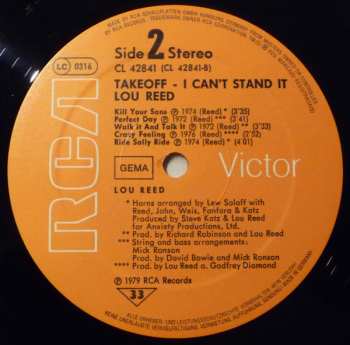 Side 2 Stereo
LC 0316
CL 42841 (CL 42841-B)
TAKEOFF - I CAN'T STAND IT
LOU REED
Kill Your Sons Ⓟ 1974 (Reed) * (3'35)
Perfect Day Ⓟ 1972 (Reed) ***
Walk it And Talk It Ⓟ 1972 (Reed) ** (3'33)
Crazy Feeling Ⓟ 1976 (Reed) **** (2'52)
Ride Sally Ride Ⓟ 1974 (Reed) * (4'01)
RCA
GEMA
Victor
LOU REED
* Horns arranged by Lew Soloff with
Reed, John, Weis, Fonfara & Katz
Produced by Steve Katz & Lou Reed
for Anxiety Productions, Ltd.
** Prod. by Richard Robinson and Lou Reed
*** String and bass arrangements:
Mick Ronson
Prod. by David Bowie and Mick Ronson
**** Prod. by Lou Reed a. Godfrey Diamond
Ⓟ 1979 RCA Records
33